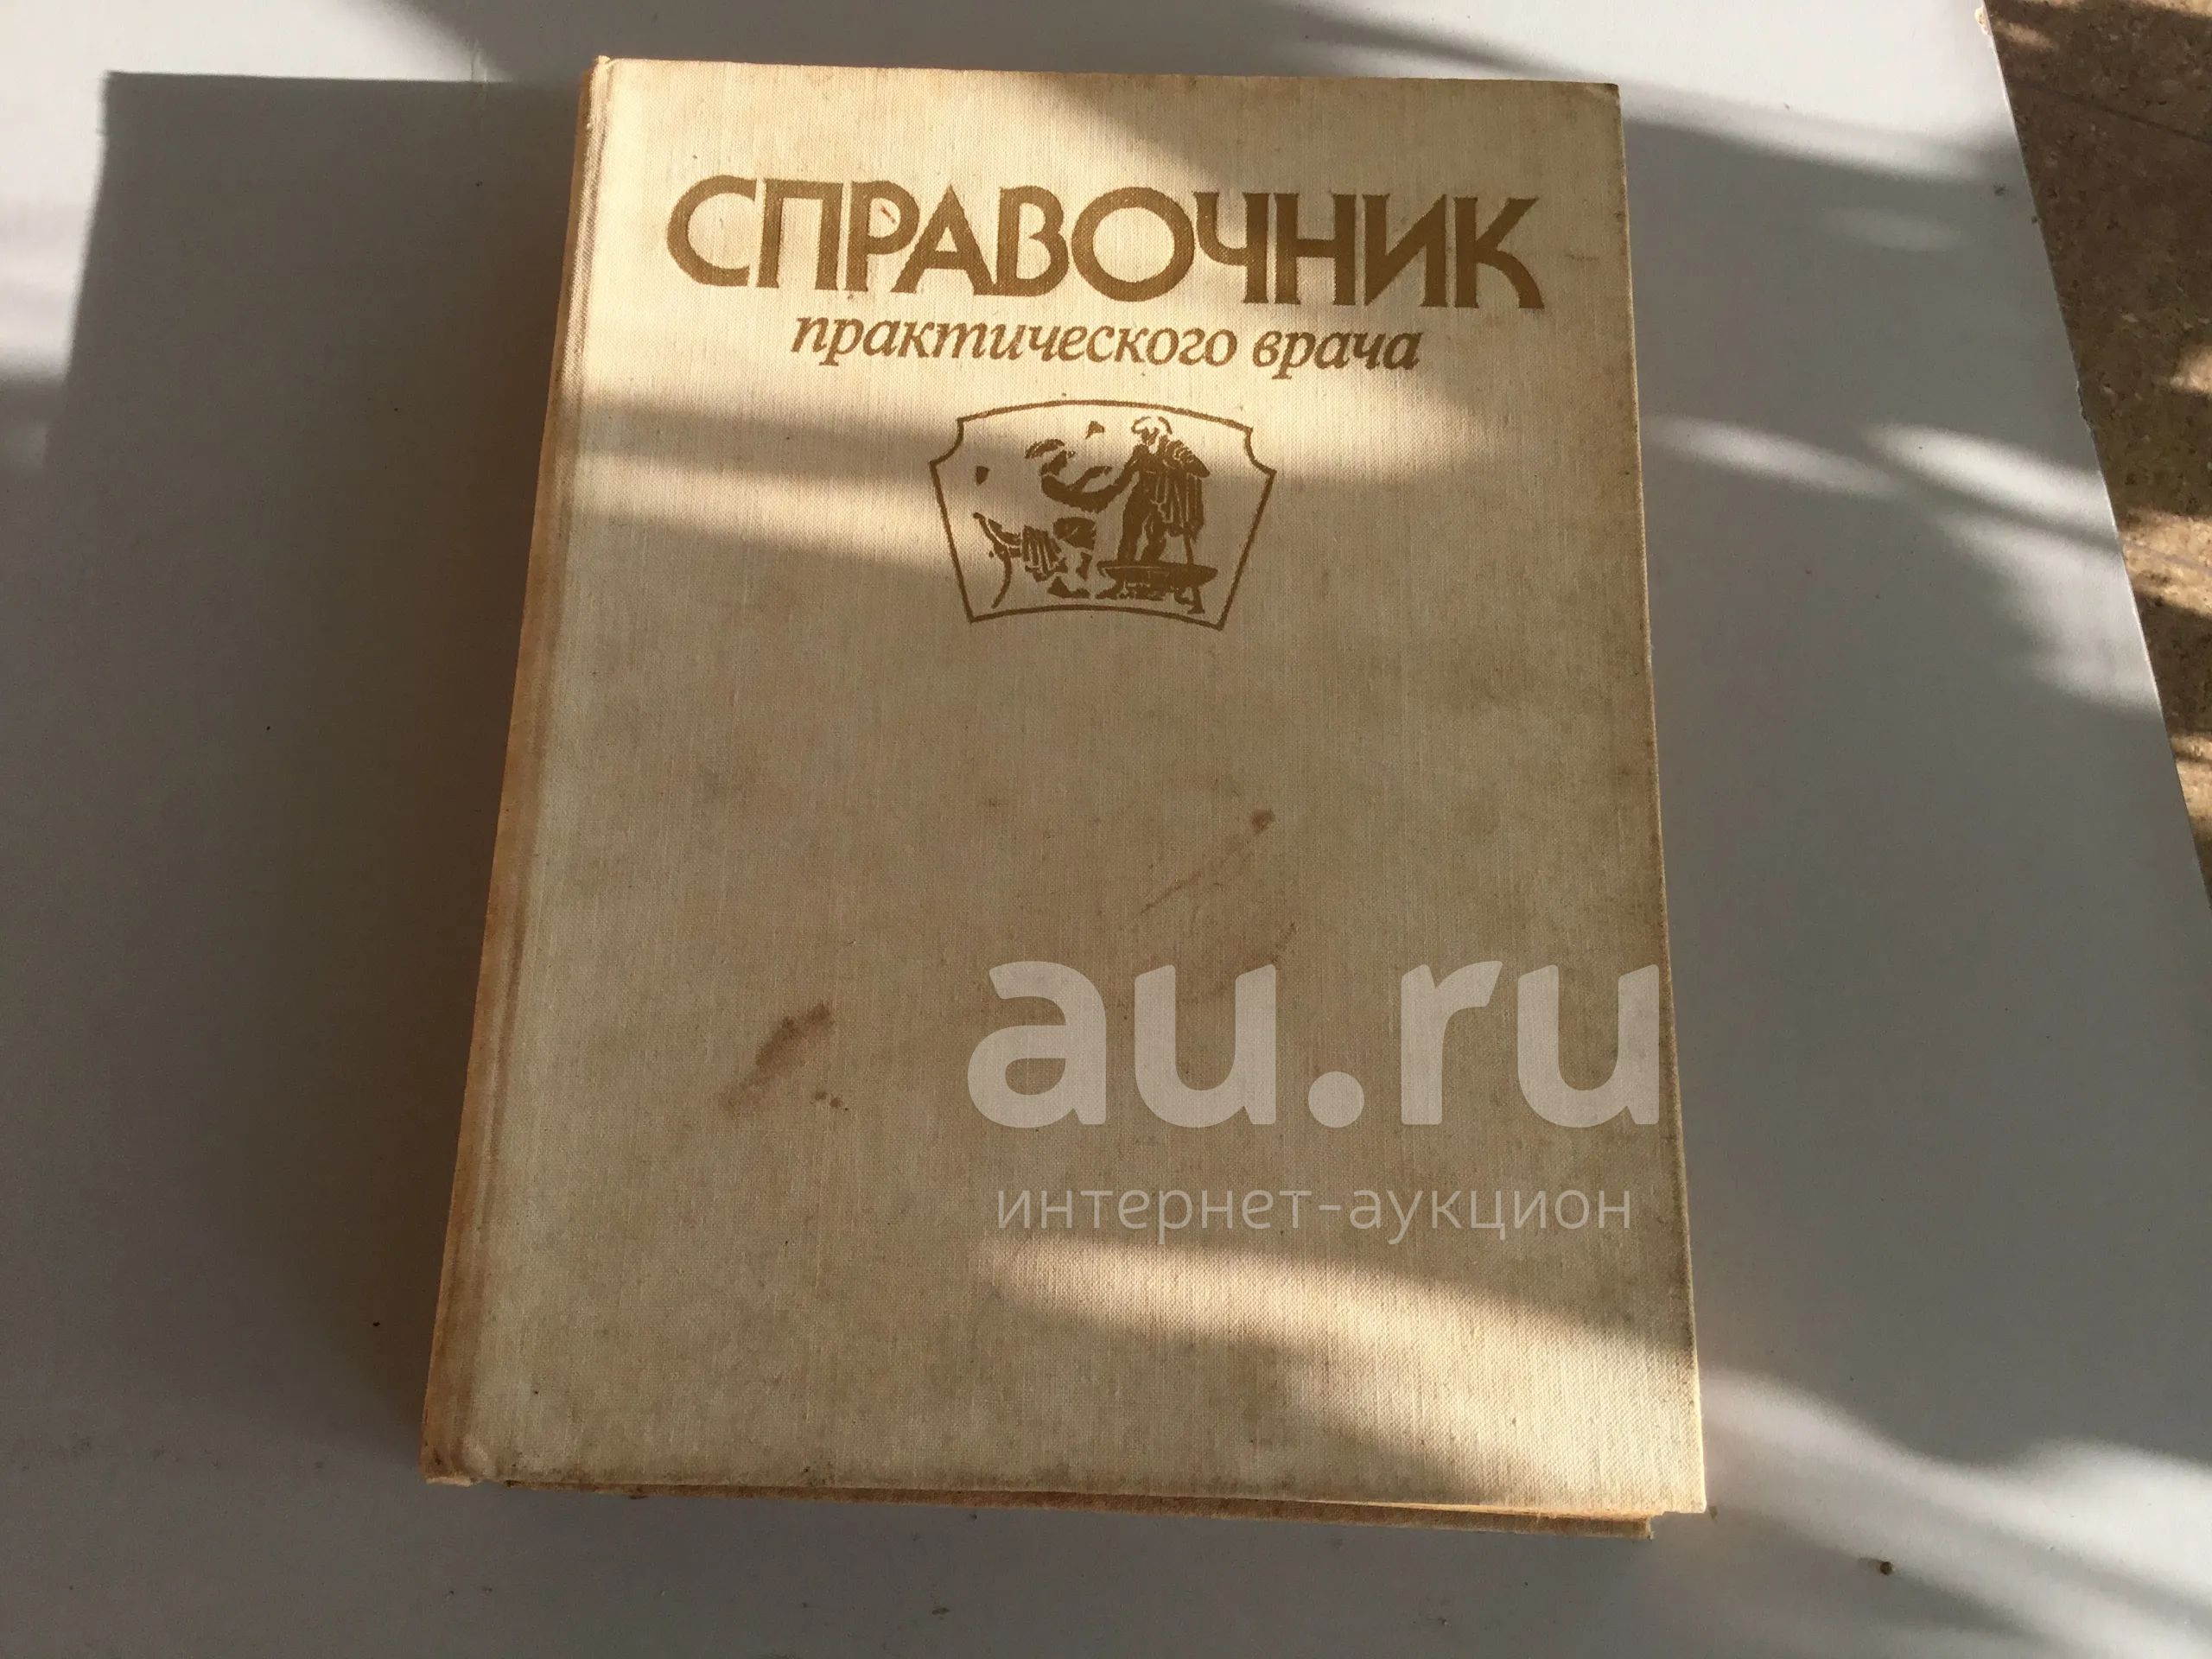 СПРАВОЧНИК
практического врача
au.ru
интернет-аукцион